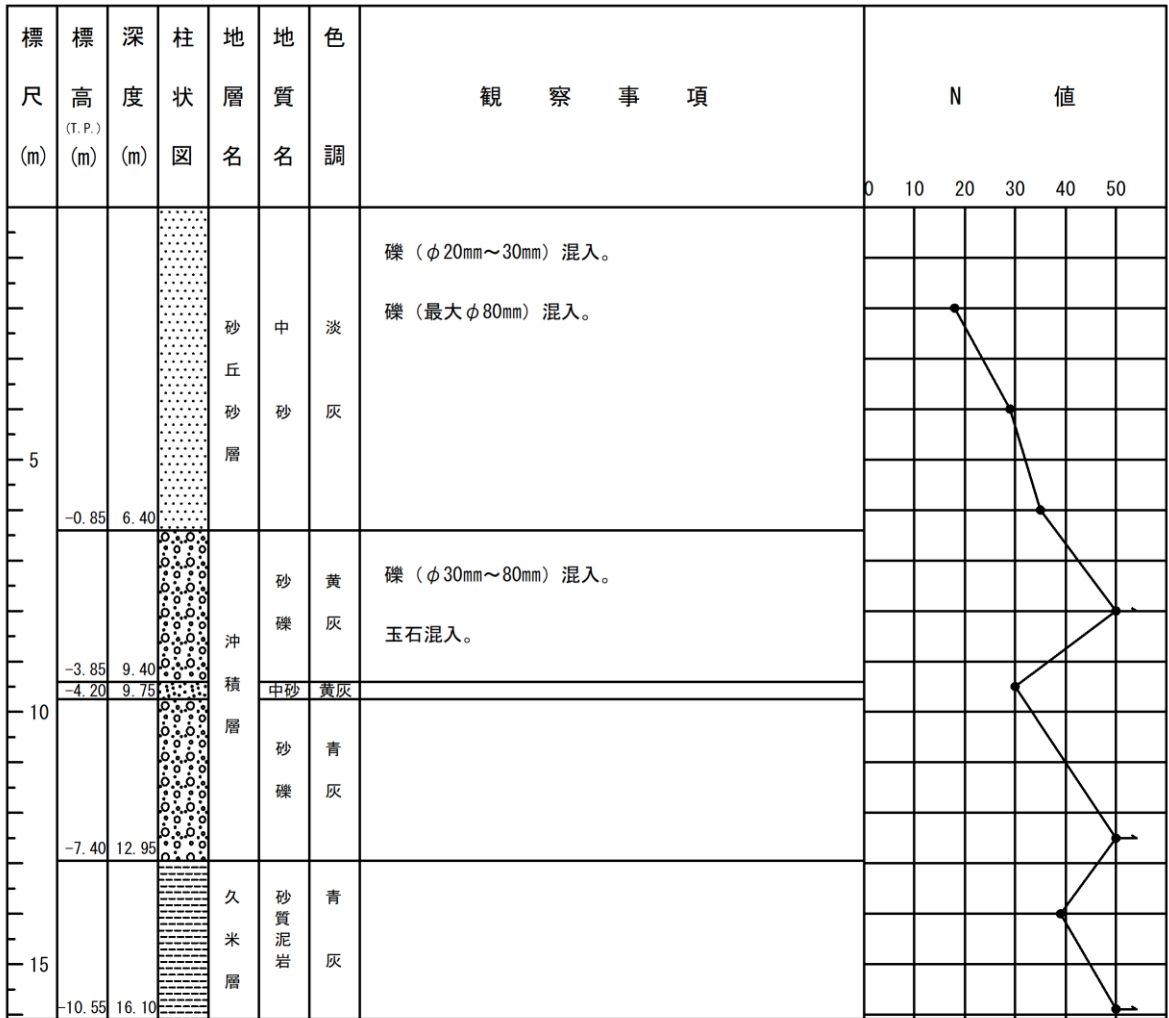 標尺(m)
標高(T.P.)(m)
深度(m)
柱状図
地層名
地質名
色調
観察事項
N値
0 10 20 30 40 50
礫（φ20㎜～30㎜）混入。
礫（最大φ80㎜）混入。
砂丘砂層
中砂
淡灰
5
-0.85 6.40
礫（φ30㎜～80㎜）混入。
玉石混入。
沖積層
砂礫
黄灰
-3.85 9.40
-4.20 9.75 中砂 黄灰
10
砂礫
青灰
-7.40 12.95
久米層
砂質泥岩
青灰
15
-10.55 16.10